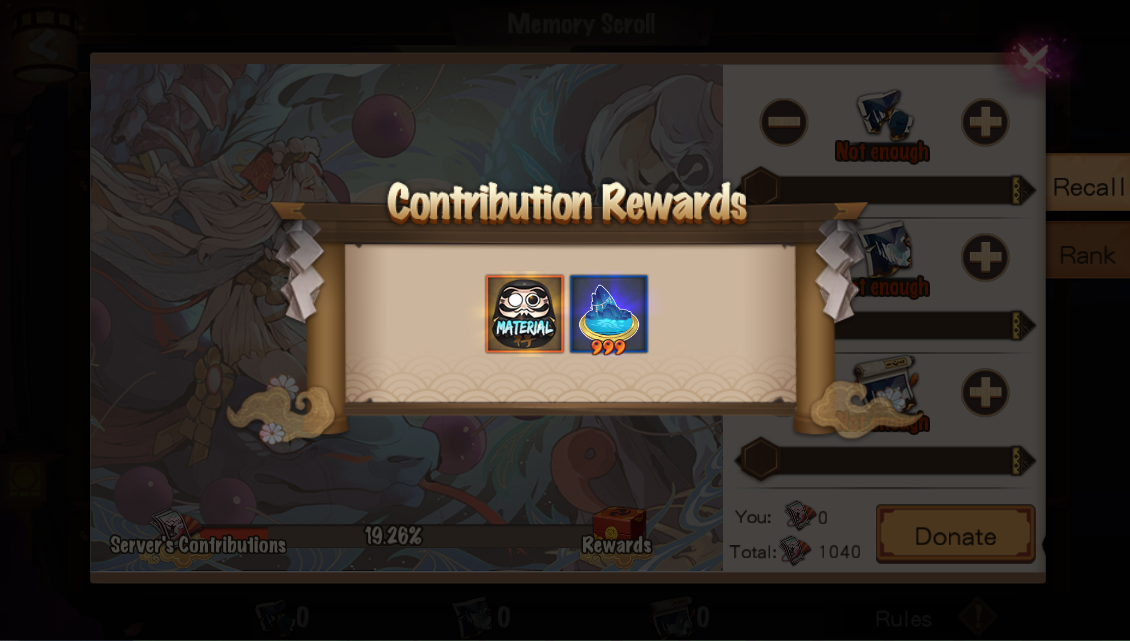 Memory Scroll
Not enough
Recall
Contribution Rewards
Rank
t enough
MATERIAL
999
enough
You: 0
19.26%
Server's Contributions
Rewards
Total: 1040
Donate
0
0
0
Rules